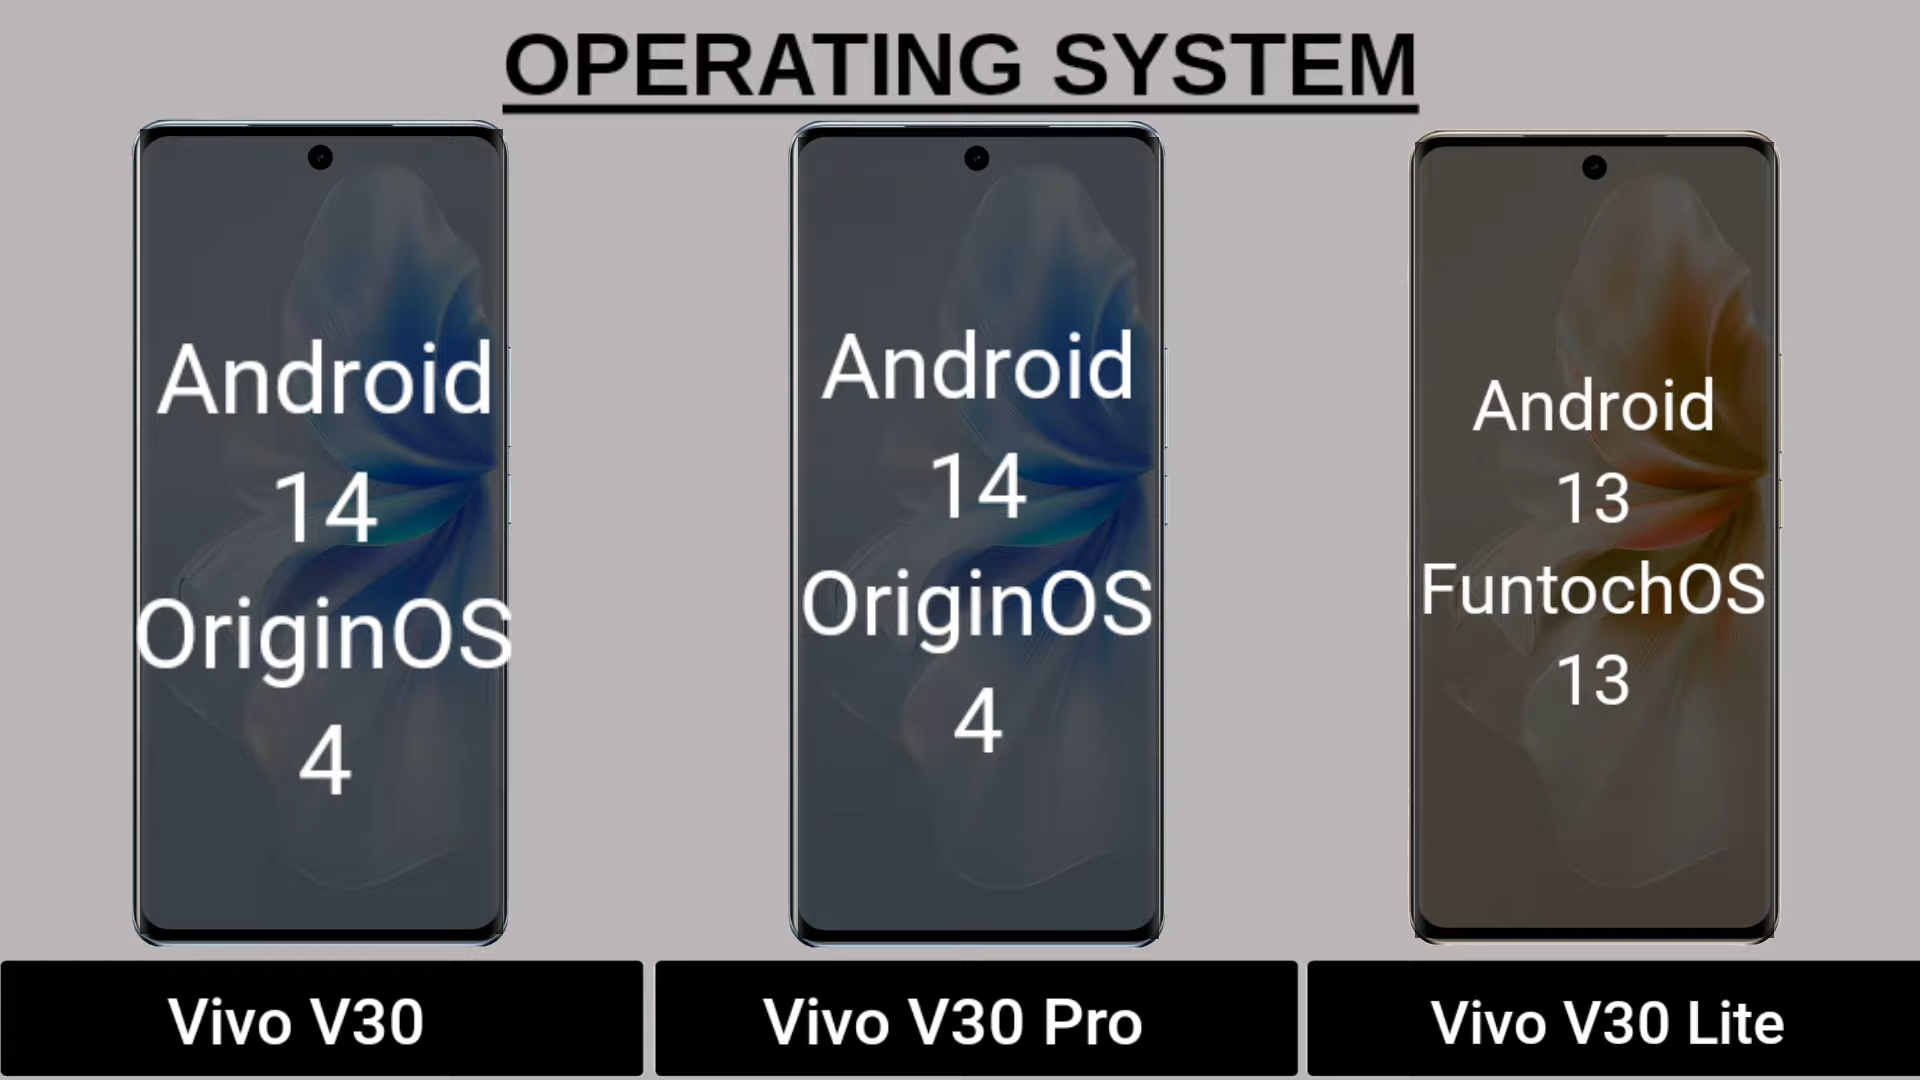 OPERATING SYSTEM
Android
14
OriginOS
4
Android
14
OriginOS
4
Android
13
FuntochOS
13
Vivo V30
Vivo V30 Pro
Vivo V30 Lite